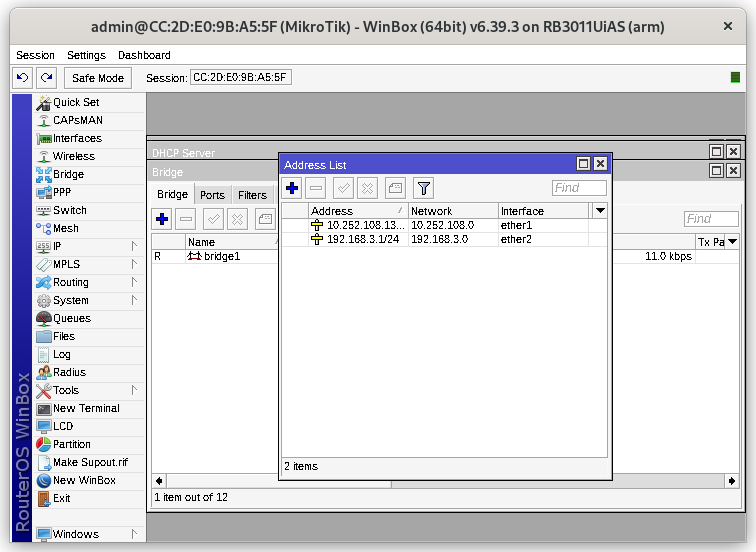 admin@CC:2D:E0:9B:A5:5F (MikroTik) - WinBox (64bit) v6.39.3 on RB3011UiAS (arm)
Session Settings Dashboard
Safe Mode Session: CC:2D:E0:9B:A5:5F
Quick Set
CAPsMAN
Interfaces
Wireless
Bridge
PPP
Switch
Mesh
IP
MPLS
Routing
System
Queues
Files
Log
Radius
Tools
New Terminal
LCD
Partition
Make Supout.rif
New WinBox
Exit
Windows
RouterOS WinBox
DHCP Server
Bridge
Bridge Ports Filters
Find
Name Tx Pa
R bridge1 11.0 kbps
1 item out of 12
Address List
Find
Address Network Interface
10.252.108.13... 10.252.108.0 ether1
192.168.3.1/24 192.168.3.0 ether2
2 items